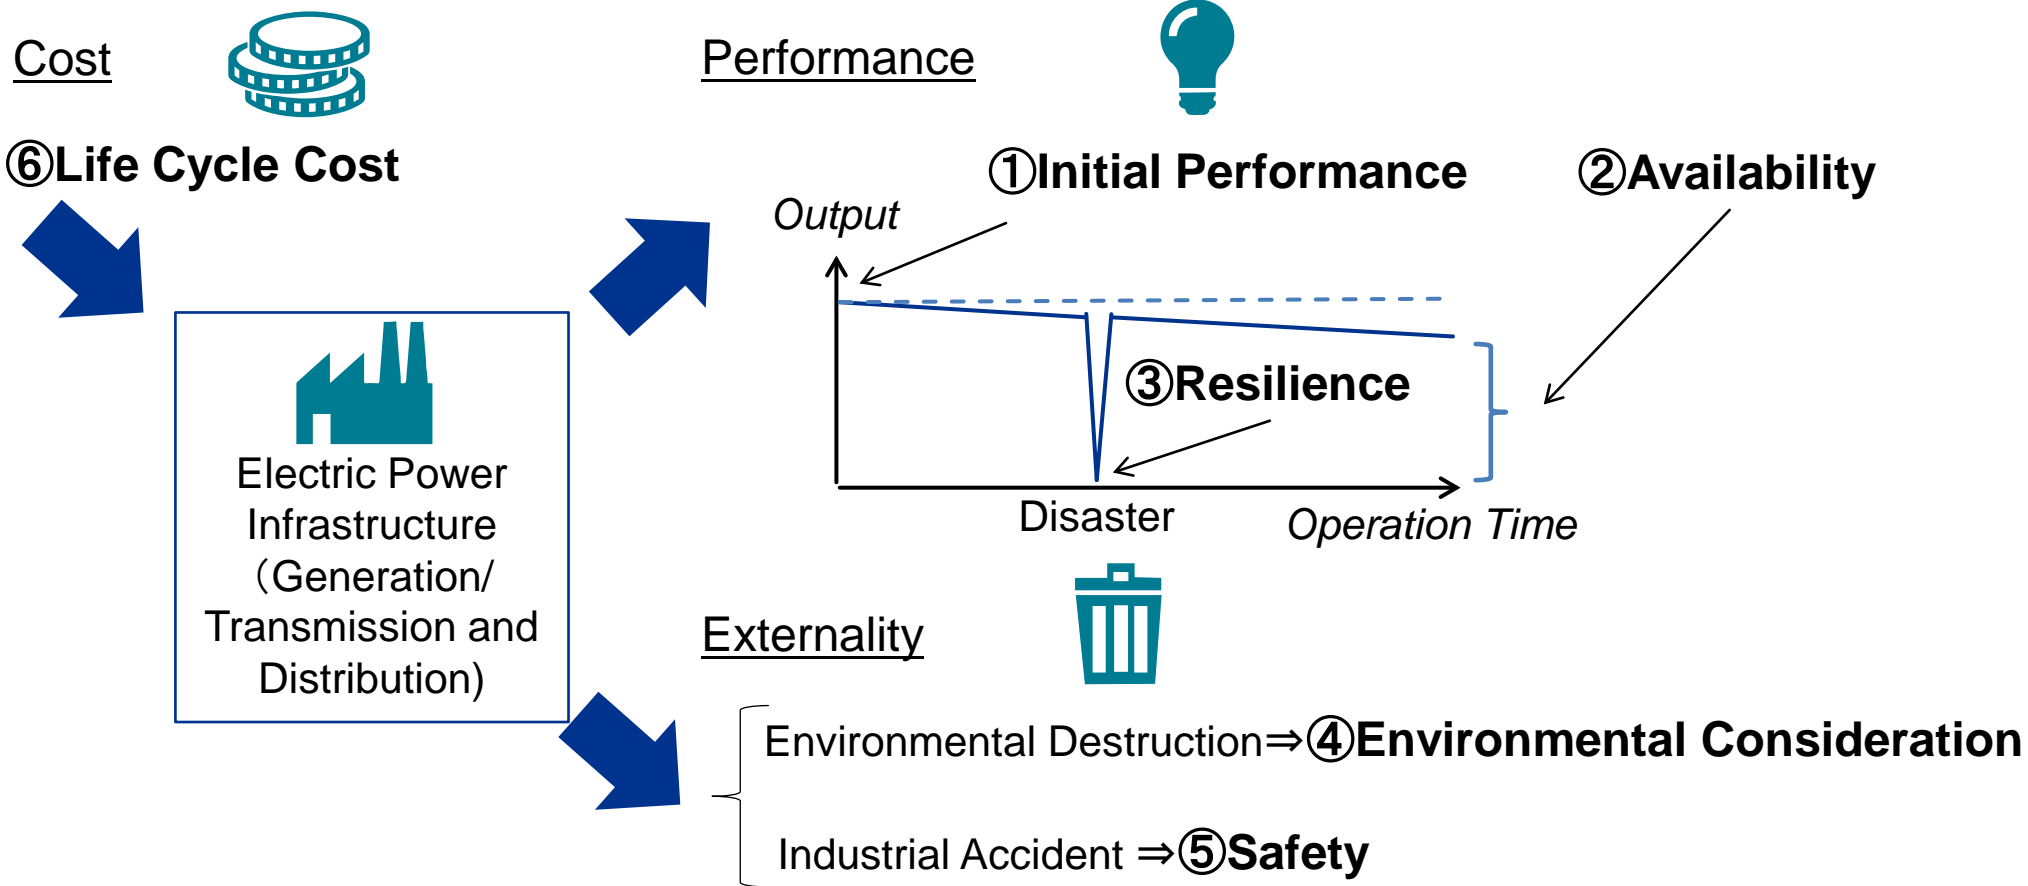 Cost
⑥Life Cycle Cost
Electric Power
Infrastructure
（Generation/
Transmission and
Distribution)
Performance
①Initial Performance
②Availability
Output
③Resilience
Disaster
Operation Time
Externality
Environmental Destruction⇒④Environmental Consideration
Industrial Accident ⇒⑤Safety